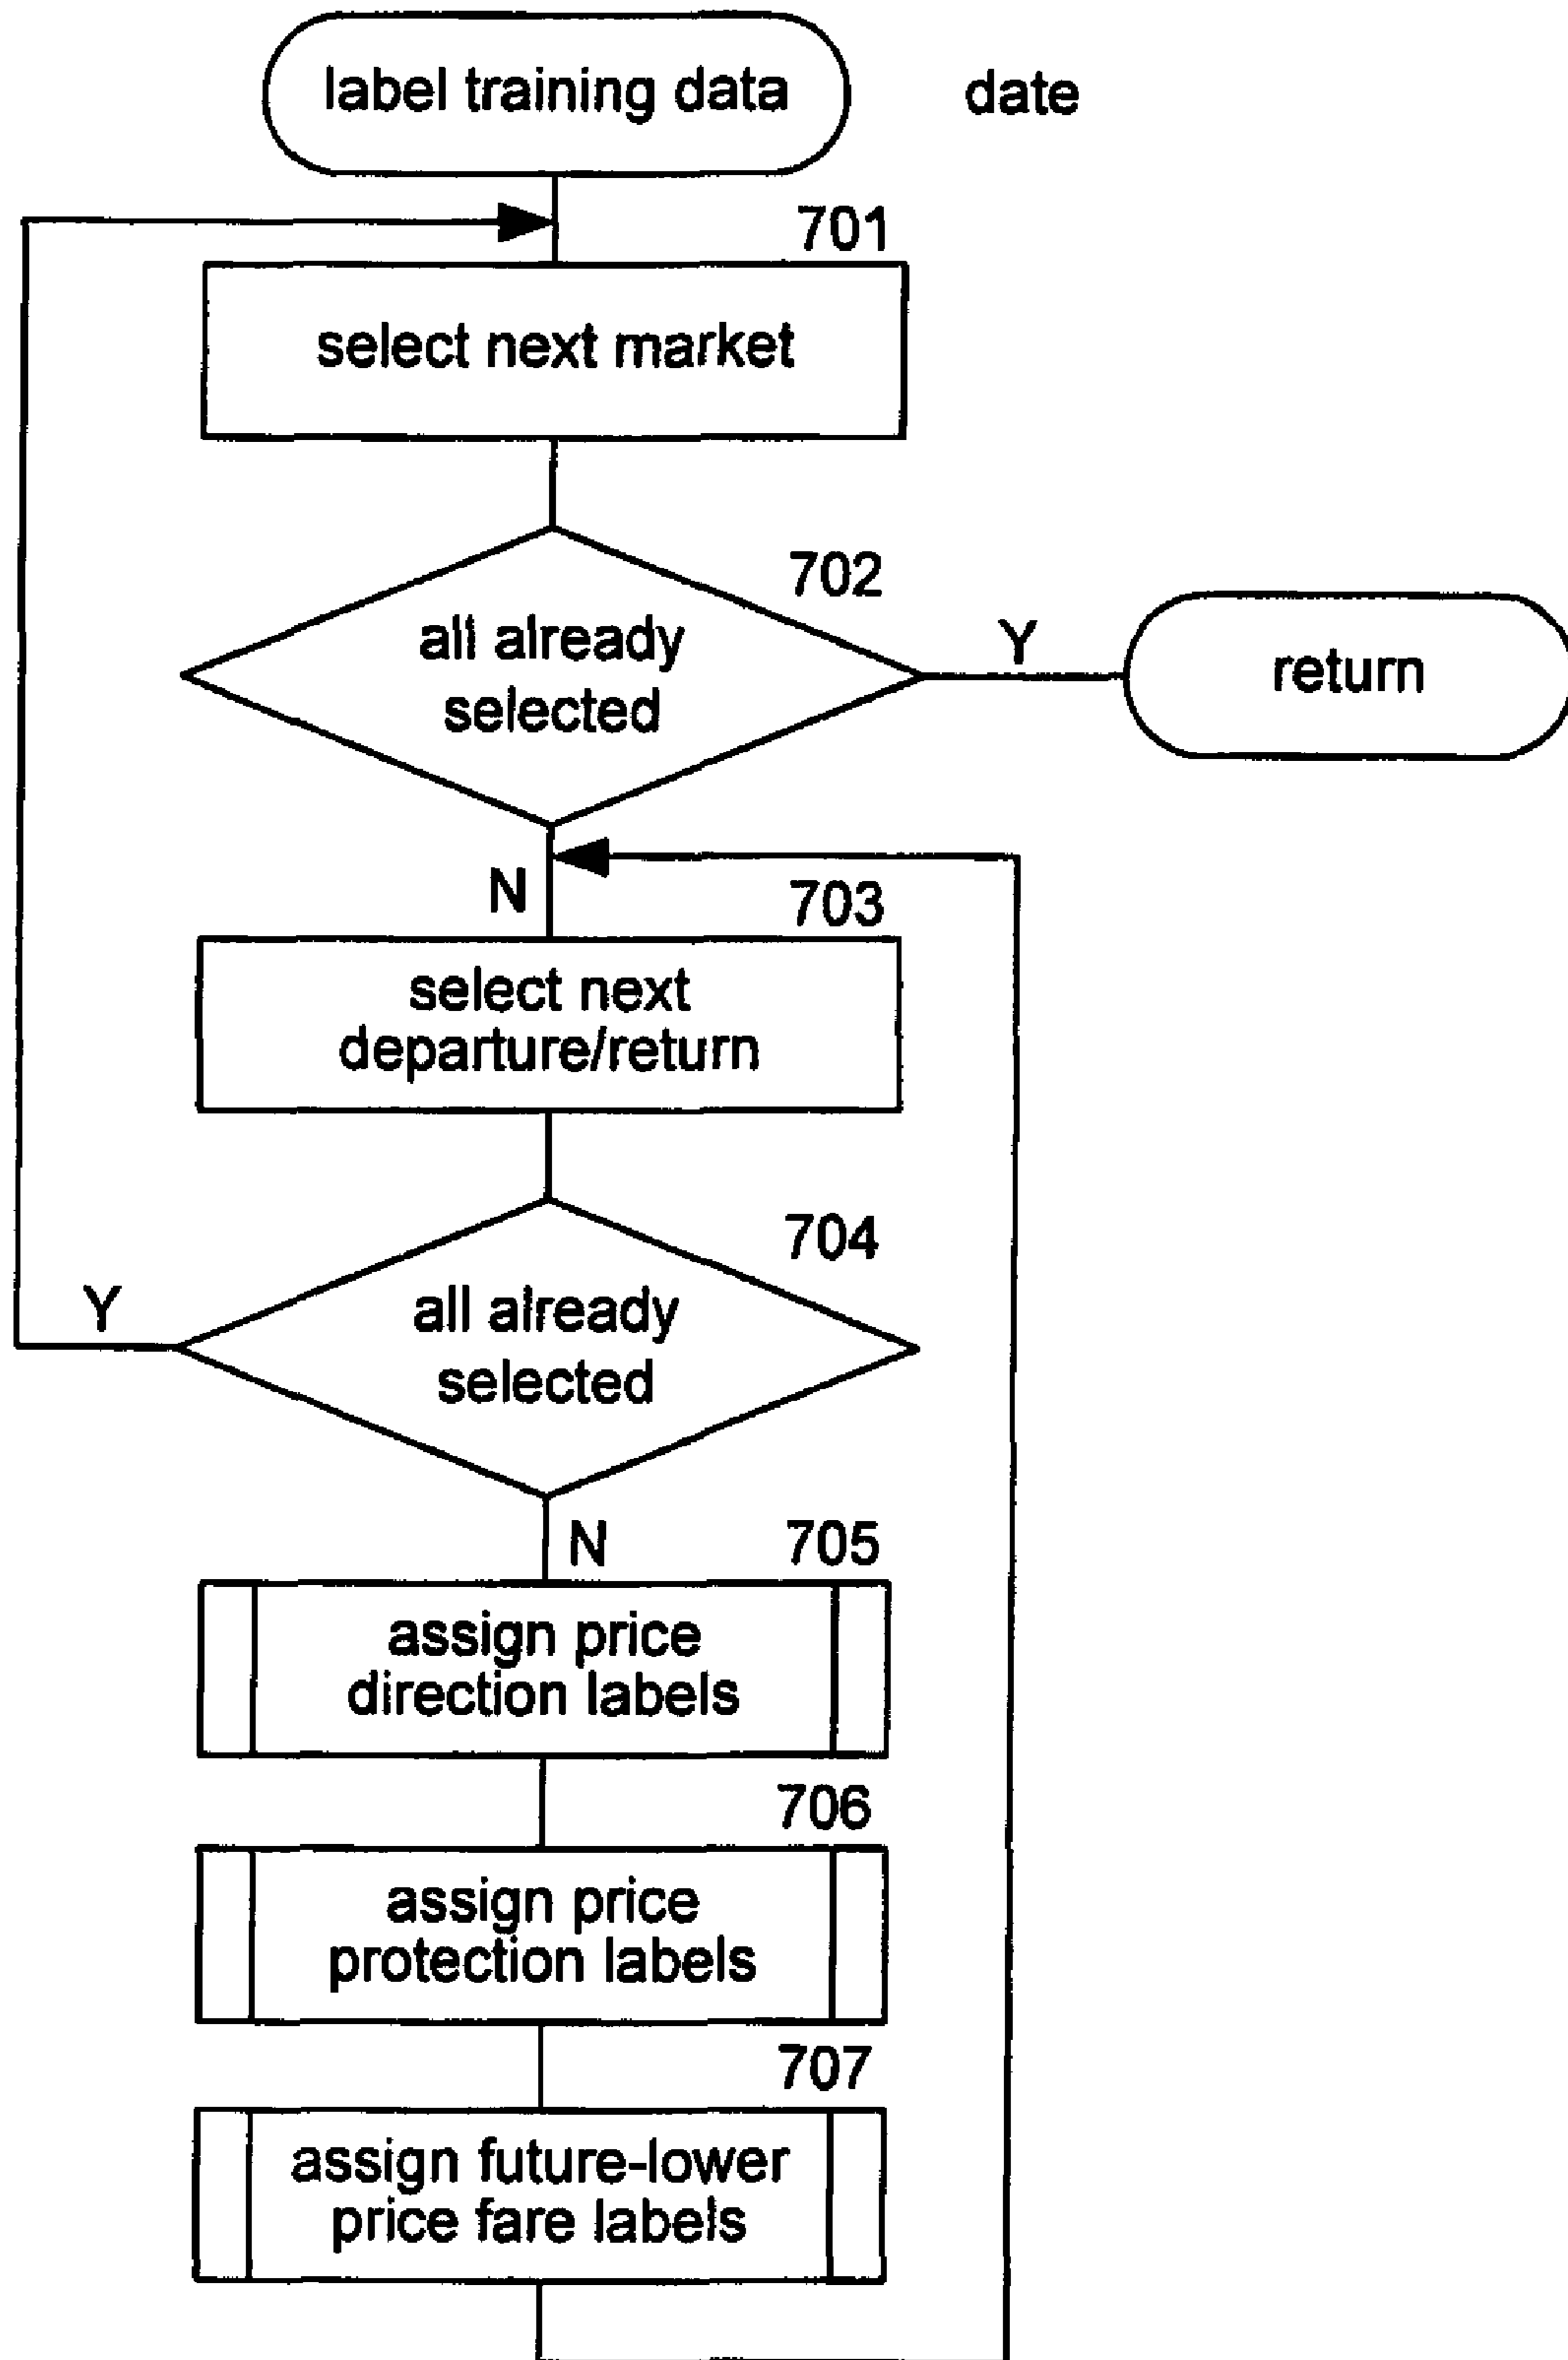 label training data
date
701
select next market
702
all already
selected
Y
return
N
703
select next
departure/return
704
all already
selected
Y
N
705
assign price
direction labels
706
assign price
protection labels
707
assign future-lower
price fare labels